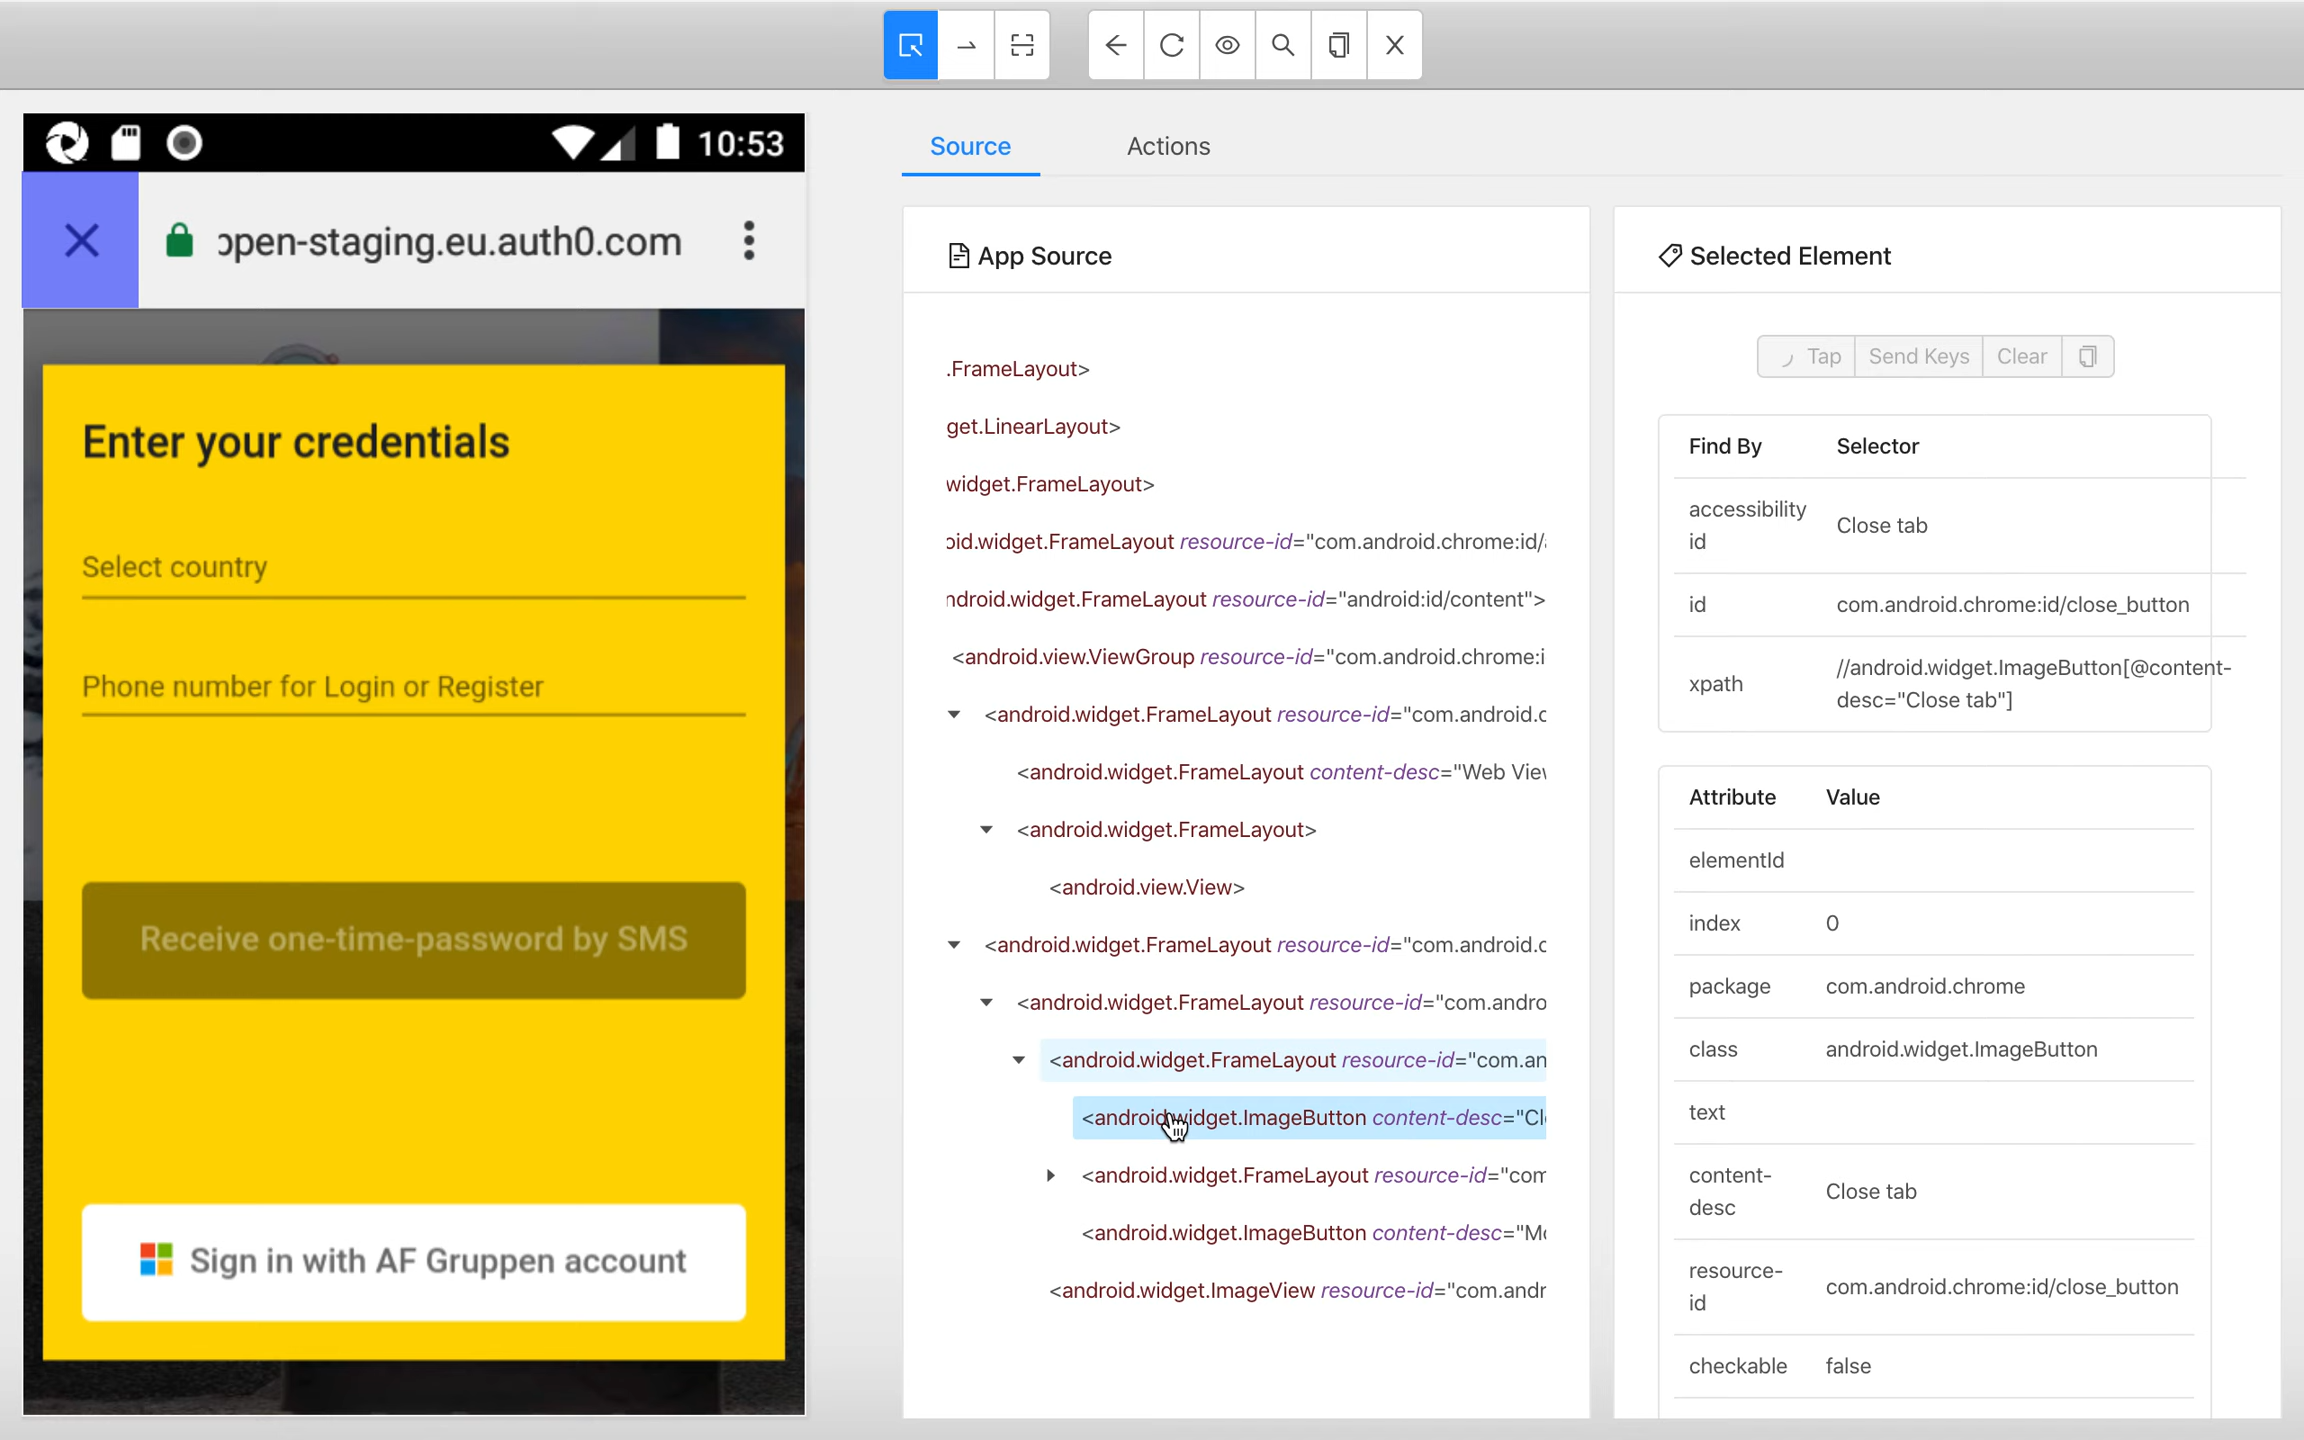 10:53
open-staging.eu.auth0.com
Enter your credentials
Select country
Phone number for Login or Register
Receive one-time-password by SMS
Sign in with AF Gruppen account
Source
Actions
App Source
.FrameLayout>
get.LinearLayout>
widget.FrameLayout>
oid.widget.FrameLayout resource-id="com.android.chrome:id/
ndroid.widget.FrameLayout resource-id="android:id/content">
<android.view.ViewGroup resource-id="com.android.chrome:i
<android.widget.FrameLayout resource-id="com.android.c
<android.widget.FrameLayout content-desc="Web View
<android.widget.FrameLayout>
<android.view.View>
<android.widget.FrameLayout resource-id="com.android.c
<android.widget.FrameLayout resource-id="com.andro
<android.widget.FrameLayout resource-id="com.an
<android.widget.ImageButton content-desc="Cl
<android.widget.FrameLayout resource-id="com
<android.widget.ImageButton content-desc="Mo
<android.widget.ImageView resource-id="com.andr
Selected Element
Tap Send Keys Clear
Find By Selector
accessibility
id
Close tab
id com.android.chrome:id/close_button
xpath
//android.widget.ImageButton[@content-
desc="Close tab"]
Attribute Value
elementId
index 0
package com.android.chrome
class android.widget.ImageButton
text
content-
desc
Close tab
resource-
id
com.android.chrome:id/close_button
checkable false